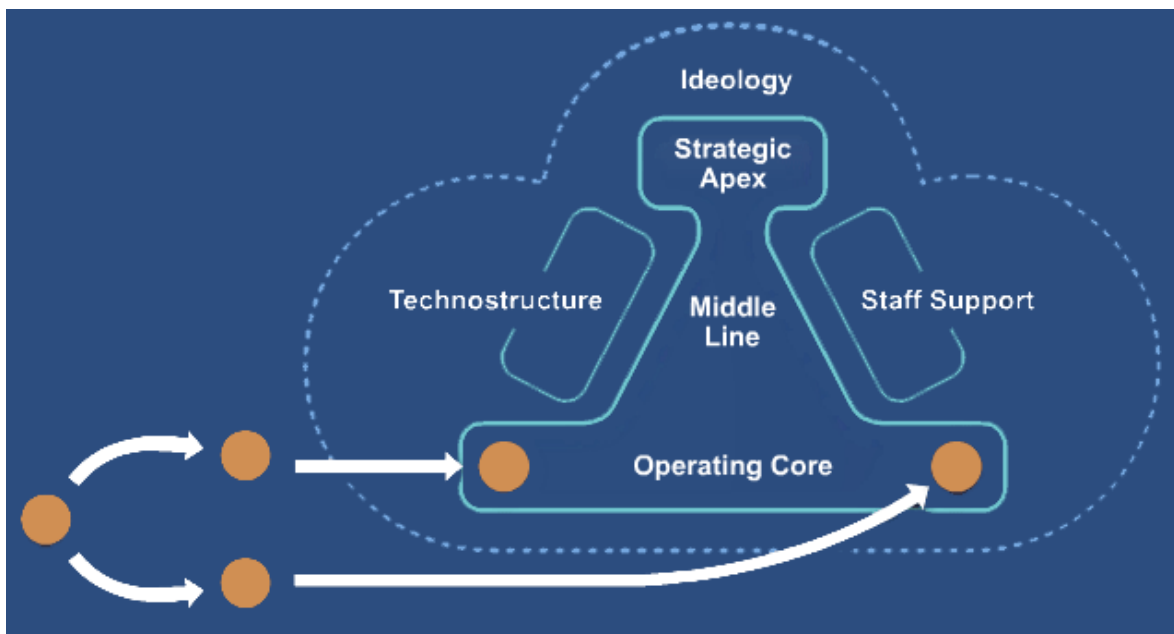 Ideology
Strategic
Apex
Technostructure
Middle
Line
Staff Support
Operating Core